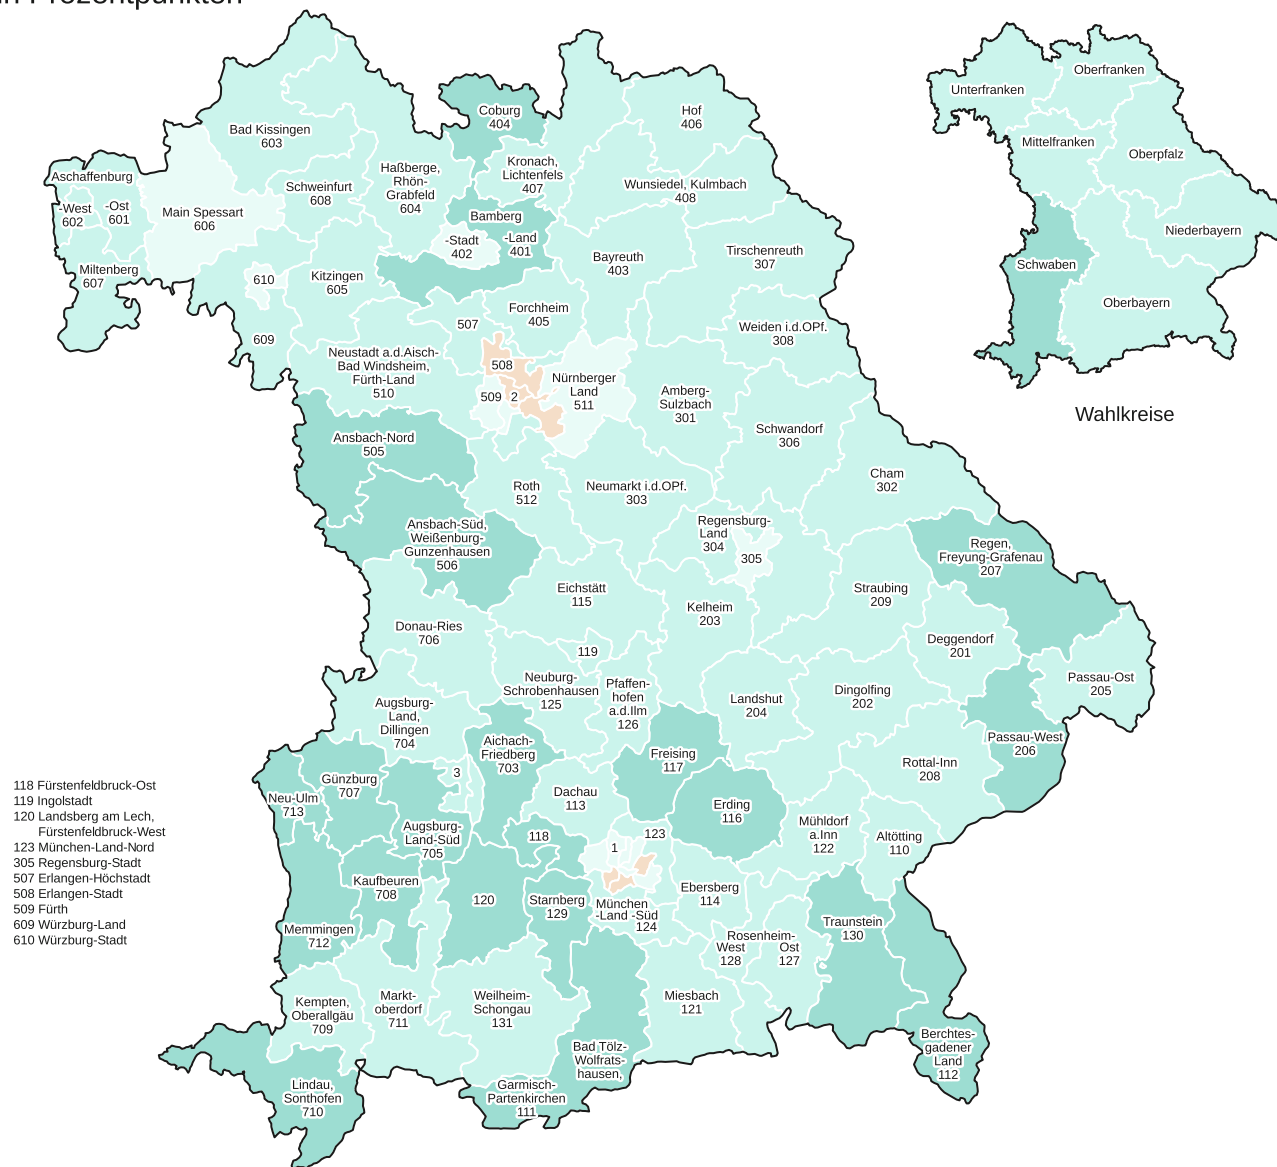 in Prozentpunkten
Coburg
404
Hof
406
Bad Kissingen
603
Kronach,
Lichtenfels
407
Haßberge,
Rhön-
Grabfeld
604
Aschaffenburg
-West
602
-Ost
601
Schweinfurt
608
Wunsiedel, Kulmbach
408
Main Spessart
606
Bamberg
-Stadt
402
-Land
401
Bayreuth
403
Tirschenreuth
307
Miltenberg
607
610
Kitzingen
605
Forchheim
405
507
Weiden i.d.OPf.
308
609
Neustadt a.d.Aisch-
Bad Windsheim,
Fürth-Land
510
508
509
2
Nürnberger
Land
511
Amberg-
Sulzbach
301
Schwandorf
306
Ansbach-Nord
505
Cham
302
Roth
512
Neumarkt i.d.OPf.
303
Ansbach-Süd,
Weißenburg-
Gunzenhausen
506
Regensburg-
Land
304
305
Regen,
Freyung-Grafenau
207
Eichstätt
115
Straubing
209
Kelheim
203
Donau-Ries
706
Deggendorf
201
119
Neuburg-
Schrobenhausen
125
Pfaffen-
hofen
a.d.Ilm
126
Passau-Ost
205
Landshut
204
Dingolfing
202
Augsburg-
Land,
Dillingen
704
Aichach-
Friedberg
703
Freising
117
Passau-West
206
Rottal-Inn
208
3
Günzburg
707
Neu-Ulm
713
Dachau
113
Erding
116
Augsburg-
Land-Süd
705
118
123
1
Mühldorf
a.Inn
122
Altötting
110
Kaufbeuren
708
120
Starnberg
129
München
-Land -Süd
124
Ebersberg
114
Traunstein
130
Memmingen
712
Rosenheim-
West
128
Ost
127
Kempten,
Oberallgäu
709
Markt-
oberdorf
711
Weilheim-
Schongau
131
Miesbach
121
Bad Tölz-
Wolfrats-
hausen,
Garmisch-
Partenkirchen
111
Berchtes-
gadener
Land
112
Lindau,
Sonthofen
710
118 Fürstenfeldbruck-Ost
119 Ingolstadt
120 Landsberg am Lech,
Fürstenfeldbruck-West
123 München-Land-Nord
305 Regensburg-Stadt
507 Erlangen-Höchstadt
508 Erlangen-Stadt
509 Fürth
609 Würzburg-Land
610 Würzburg-Stadt
Oberfranken
Unterfranken
Mittelfranken
Oberpfalz
Niederbayern
Schwaben
Oberbayern
Wahlkreise